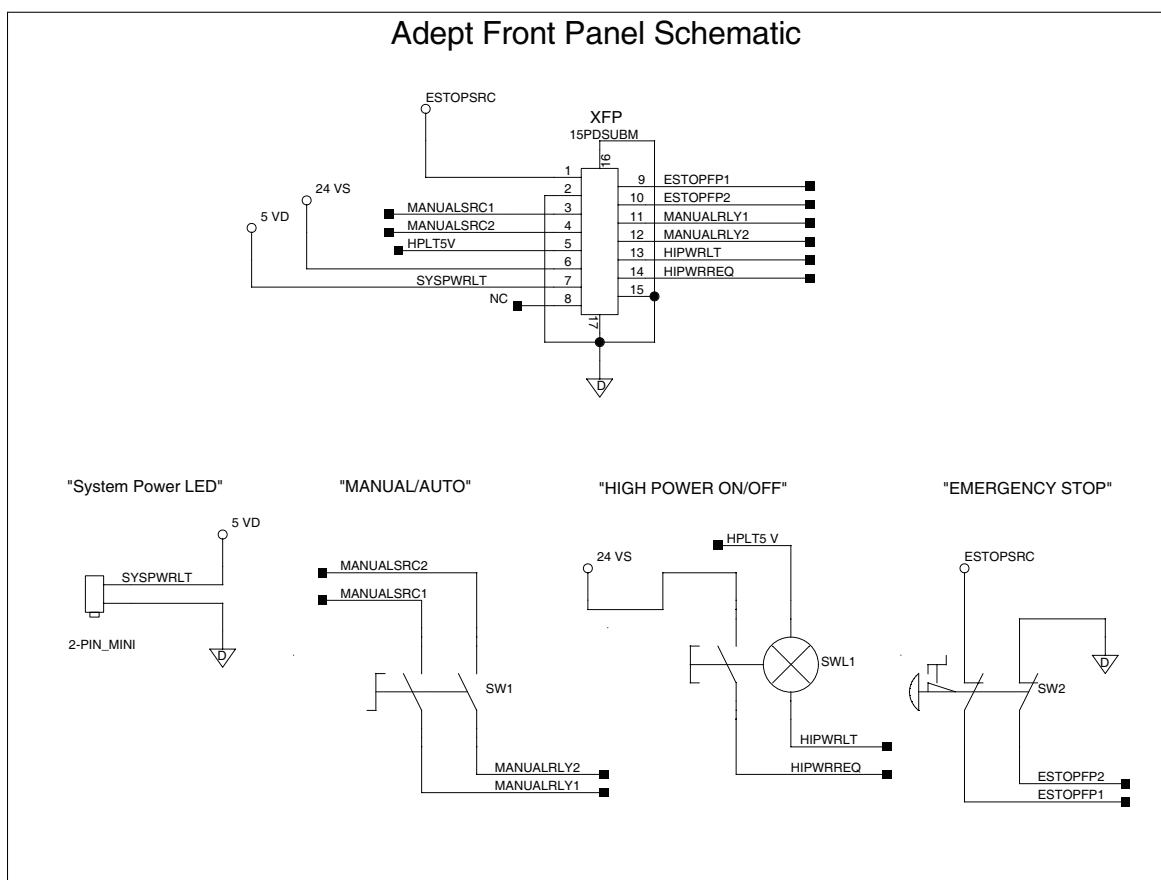 Adept Front Panel Schematic
ESTOPSRC
XFP
15PDSUBM
16
1
2
3
4
5
6
7
8
24 VS
5 VD
MANUALSRC1
MANUALSRC2
HPLT5V
SYSPWRLT
NC
9 ESTOPFP1
10 ESTOPFP2
11 MANUALRLY1
12 MANUALRLY2
13 HIPWRLT
14 HIPWRREQ
15
17
D
"System Power LED"
5 VD
SYSPWRLT
2-PIN_MINI
D
"MANUAL/AUTO"
MANUALSRC2
MANUALSRC1
SW1
MANUALRLY2
MANUALRLY1
"HIGH POWER ON/OFF"
HPLT5 V
24 VS
SWL1
HIPWRLT
HIPWRREQ
"EMERGENCY STOP"
ESTOPSRC
D
SW2
ESTOPFP2
ESTOPFP1